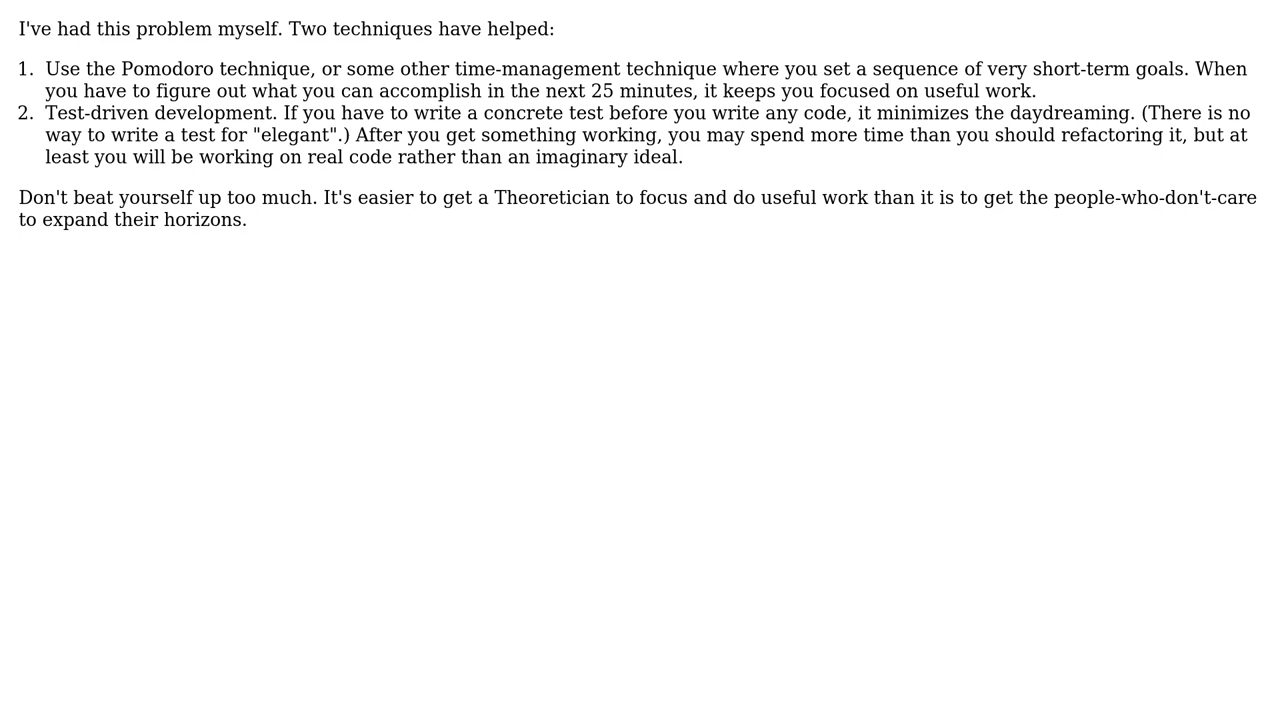 I've had this problem myself. Two techniques have helped:
1. Use the Pomodoro technique, or some other time-management technique where you set a sequence of very short-term goals. When
you have to figure out what you can accomplish in the next 25 minutes, it keeps you focused on useful work.
2. Test-driven development. If you have to write a concrete test before you write any code, it minimizes the daydreaming. (There is no
way to write a test for "elegant".) After you get something working, you may spend more time than you should refactoring it, but at
least you will be working on real code rather than an imaginary ideal.
Don't beat yourself up too much. It's easier to get a Theoretician to focus and do useful work than it is to get the people-who-don't-care
to expand their horizons.